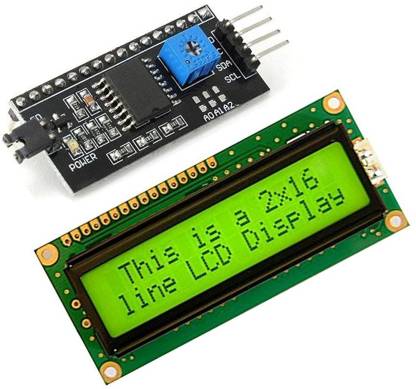 SDA
SCL
A0A1A2
POWER
This is a 2x16
line LCD Display